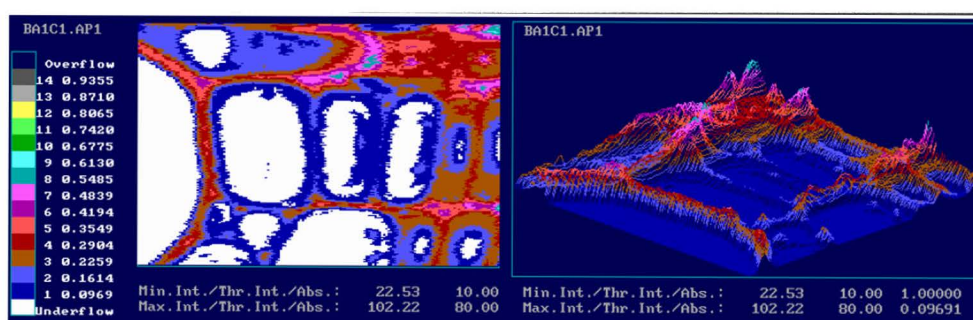 BA1C1.AP1
Overflow
14 0.9355
13 0.8710
12 0.8065
11 0.7420
10 0.6775
9 0.6130
8 0.5485
7 0.4839
6 0.4194
5 0.3549
4 0.2904
3 0.2259
2 0.1614
1 0.0969
Underflow
Min.Int./Thr.Int./Abs.: 22.53 10.00
Max.Int./Thr.Int./Abs.: 102.22 80.00
BA1C1.AP1
Min.Int./Thr.Int./Abs.: 22.53 10.00 1.00000
Max.Int./Thr.Int./Abs.: 102.22 80.00 0.09691